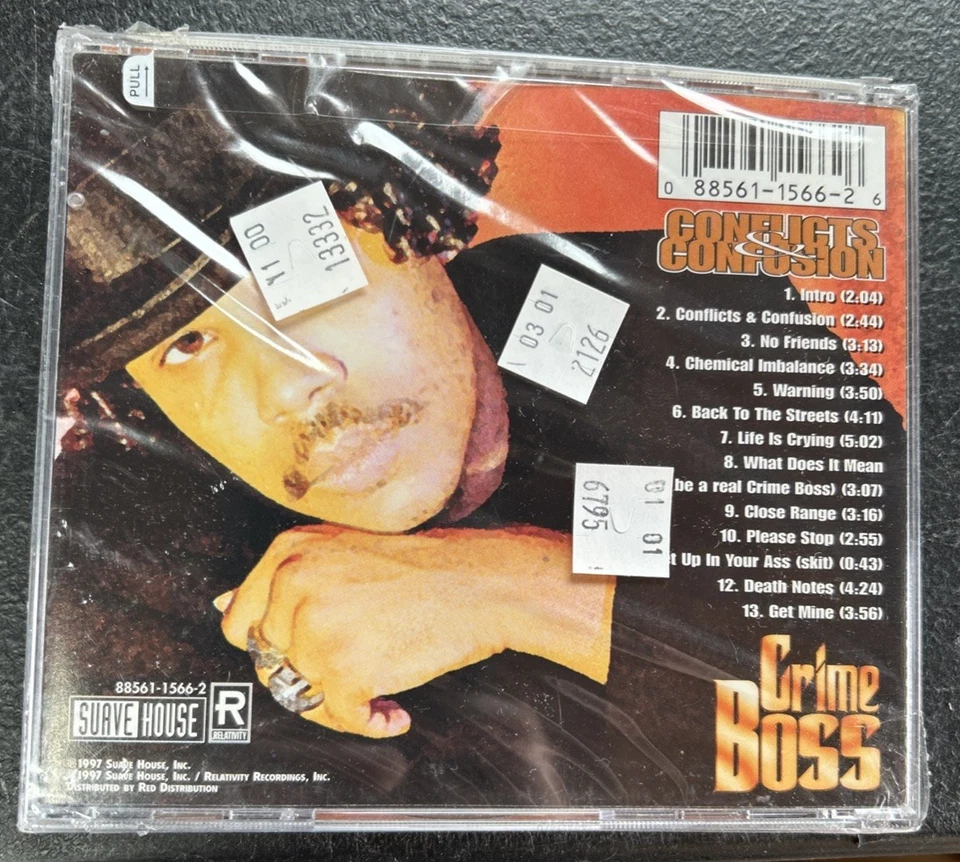 PULL
0 88561-1566-2 6
CONFLICTS
&
CONFUSION
1. Intro (2:04)
2. Conflicts & Confusion (2:44)
3. No Friends (3:13)
4. Chemical Imbalance (3:34)
5. Warning (3:50)
6. Back To The Streets (4:11)
7. Life Is Crying (5:02)
8. What Does It Mean
be a real Crime Boss) (3:07)
9. Close Range (3:16)
10. Please Stop (2:55)
t Up In Your Ass (skit) (0:43)
12. Death Notes (4:24)
13. Get Mine (3:56)
Crime
Boss
13332
03 01
2126
01 01
6795
88561-1566-2
SUAVE HOUSE
R
RELATIVITY
℗1997 Suave House, Inc.
1997 Suave House, Inc. / Relativity Recordings, Inc.
Distributed by Red Distribution